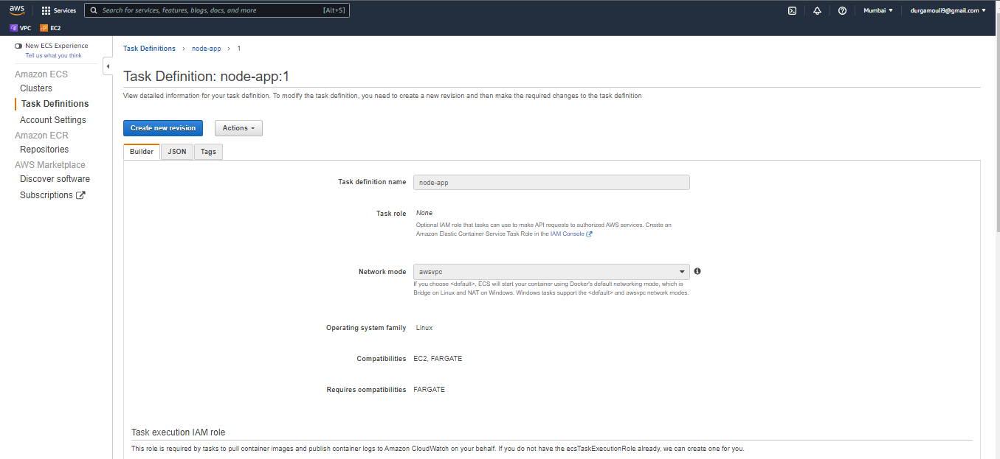 aws
Services
Search for services, features, blogs, docs, and more
[Alt+S]
Mumbai ▼
durgamouli9@gmail.com ▼
VPC
EC2
New ECS Experience
Tell us what you think
Amazon ECS
Clusters
Task Definitions
Account Settings
Amazon ECR
Repositories
AWS Marketplace
Discover software
Subscriptions
Task Definitions > node-app > 1
Task Definition: node-app:1
View detailed information for your task definition. To modify the task definition, you need to create a new revision and then make the required changes to the task definition
Create new revision
Actions
Builder
JSON
Tags
Task definition name
node-app
Task role
None
Optional IAM role that tasks can use to make API requests to authorized AWS services. Create an
Amazon Elastic Container Service Task Role in the IAM Console
Network mode
awsvpc
If you choose <default>, ECS will start your container using Docker's default networking mode, which is
Bridge on Linux and NAT on Windows. Windows tasks support the <default> and awsvpc network modes.
Operating system family
Linux
Compatibilities
EC2, FARGATE
Requires compatibilities
FARGATE
Task execution IAM role
This role is required by tasks to pull container images and publish container logs to Amazon CloudWatch on your behalf. If you do not have the ecsTaskExecutionRole already, we can create one for you.